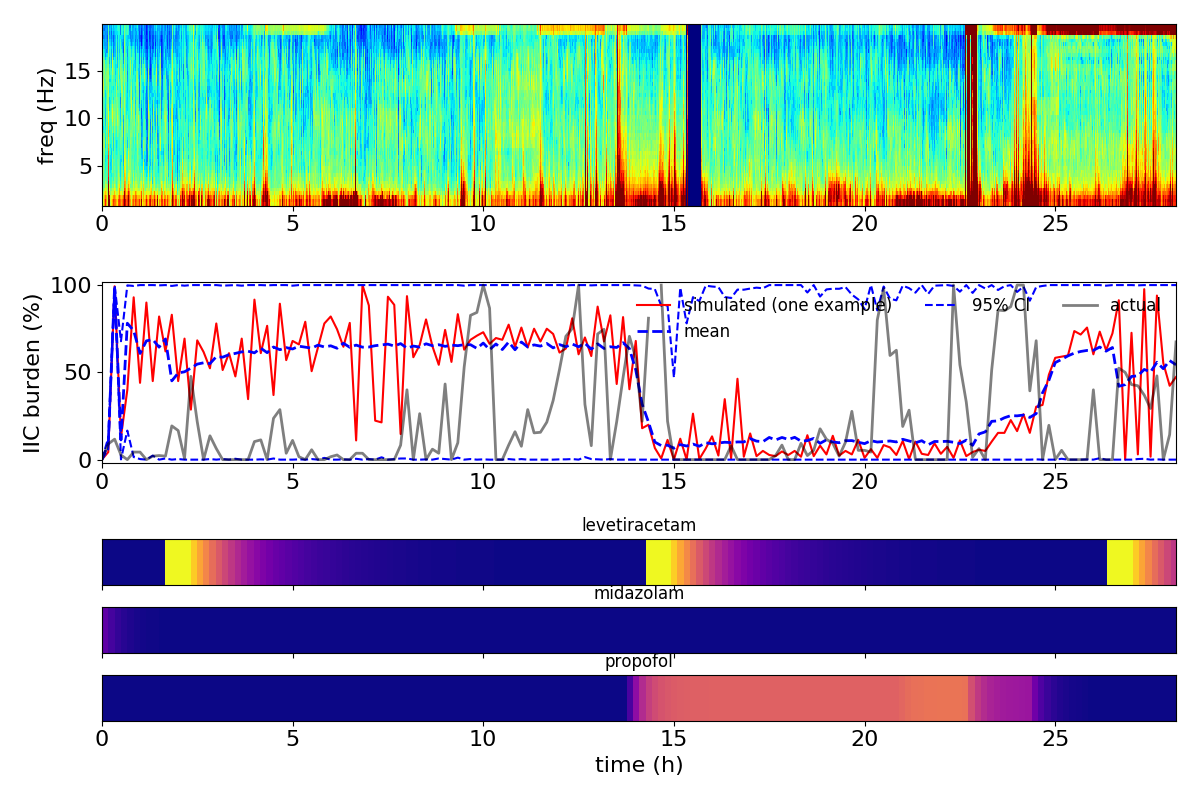 freq (Hz)
15
10
5
0 5 10 15 20 25
IIC burden (%)
100
50
0
simulated (one example)
mean
95% CI
actual
0 5 10 15 20 25
levetiracetam
midazolam
propofol
0 5 10 15 20 25
time (h)